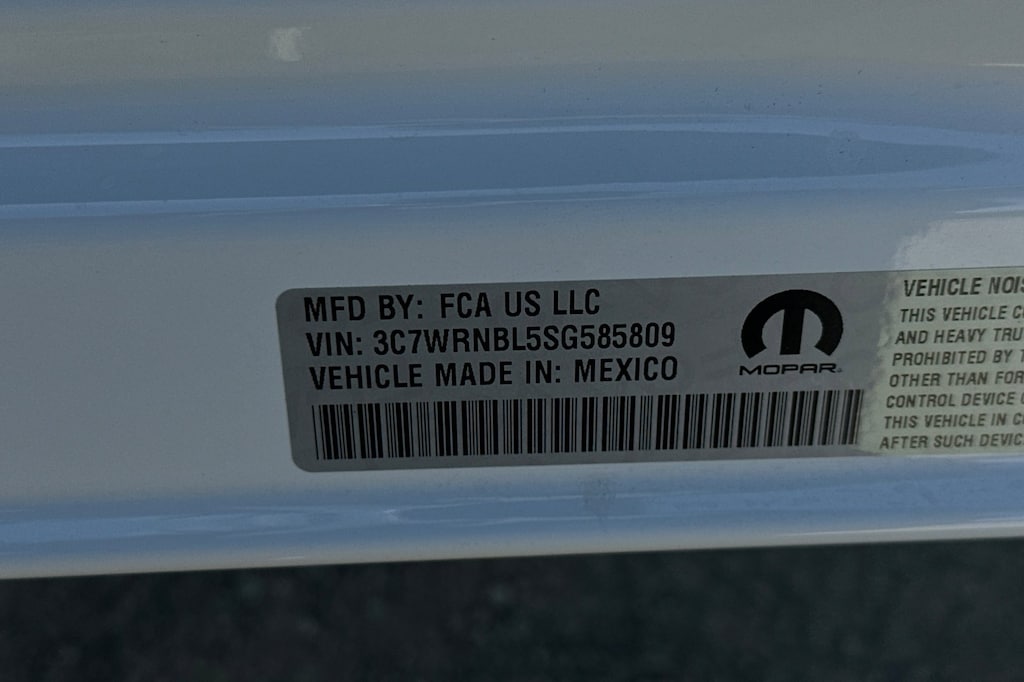 MFD BY: FCA US LLC
VIN: 3C7WRNBL5SG585809
VEHICLE MADE IN: MEXICO
MOPAR®
VEHICLE NOIS
THIS VEHICLE C
AND HEAVY TRU
PROHIBITED BY T
OTHER THAN FOR
CONTROL DEVICE O
THIS VEHICLE IN C
AFTER SUCH DEVIC